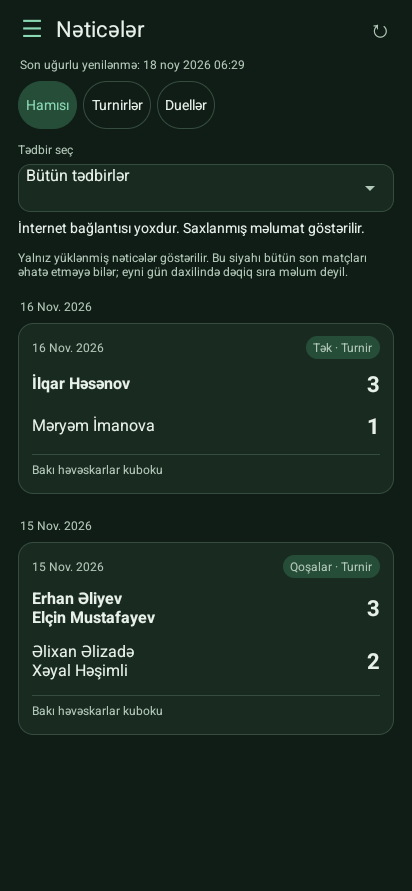 Nəticələr
Son uğurlu yenilənmə: 18 noy 2026 06:29
Hamısı
Turnirlər
Duellər
Tədbir seç
Bütün tədbirlər
İnternet bağlantısı yoxdur. Saxlanmış məlumat göstərilir.
Yalnız yüklənmiş nəticələr göstərilir. Bu siyahı bütün son matçları
əhatə etməyə bilər; eyni gün daxilində dəqiq sıra məlum deyil.
16 Nov. 2026
16 Nov. 2026
Tək · Turnir
İlqar Həsənov
3
Məryəm İmanova
1
Bakı həvəskarlar kuboku
15 Nov. 2026
15 Nov. 2026
Qoşalar · Turnir
Erhan Əliyev
Elçin Mustafayev
3
Əlixan Əlizadə
Xəyal Həşimli
2
Bakı həvəskarlar kuboku